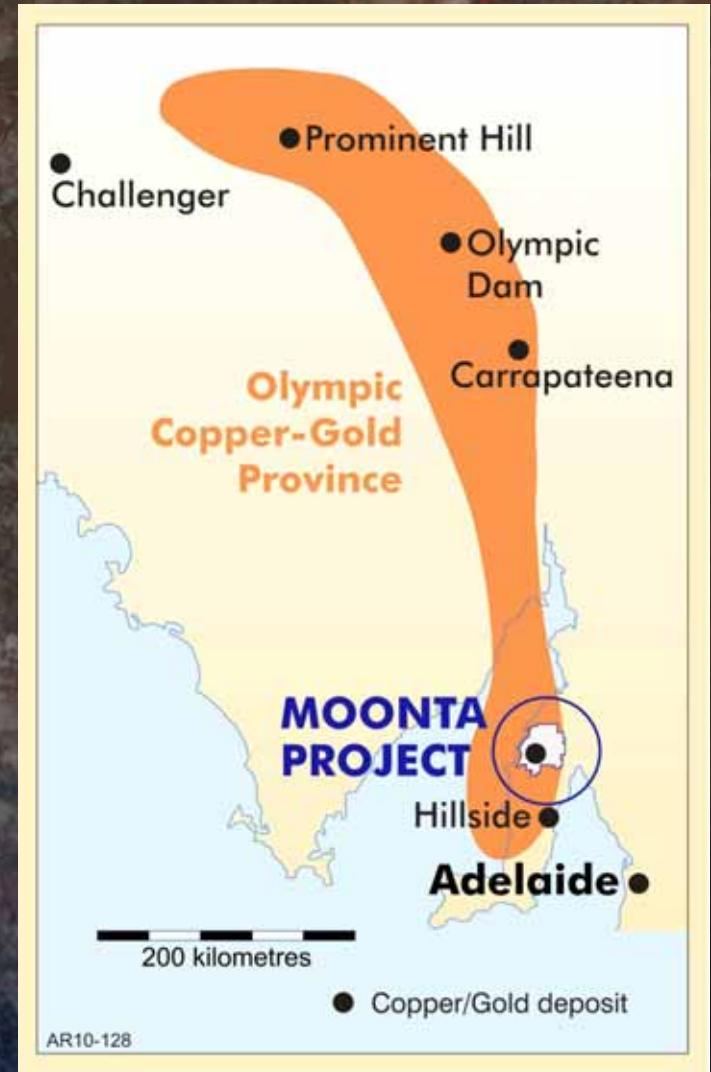 Prominent Hill
Challenger
Olympic
Dam
Carrapateena
Olympic
Copper-Gold
Province
MOONTA
PROJECT
Hillside
Adelaide
200 kilometres
Copper/Gold deposit
AR10-128